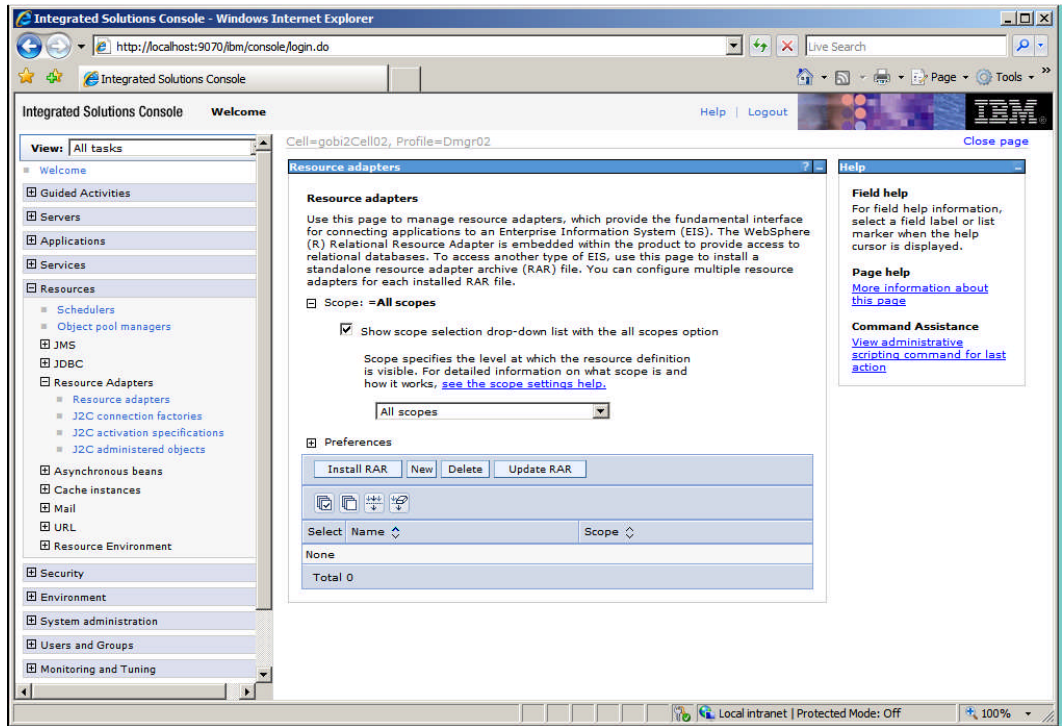 Integrated Solutions Console - Windows Internet Explorer
http://localhost:9070/ibm/console/login.do
Live Search
Integrated Solutions Console
Page
Tools
Integrated Solutions Console Welcome
Help | Logout
IBM®
View: All tasks
Welcome
Guided Activities
Servers
Applications
Services
Resources
Schedulers
Object pool managers
JMS
JDBC
Resource Adapters
Resource adapters
J2C connection factories
J2C activation specifications
J2C administered objects
Asynchronous beans
Cache instances
Mail
URL
Resource Environment
Security
Environment
System administration
Users and Groups
Monitoring and Tuning
Cell=gobi2Cell02, Profile=Dmgr02
Close page
Resource adapters
? -
Resource adapters
Use this page to manage resource adapters, which provide the fundamental interface
for connecting applications to an Enterprise Information System (EIS). The WebSphere
(R) Relational Resource Adapter is embedded within the product to provide access to
relational databases. To access another type of EIS, use this page to install a
standalone resource adapter archive (RAR) file. You can configure multiple resource
adapters for each installed RAR file.
Scope: =All scopes
Show scope selection drop-down list with the all scopes option
Scope specifies the level at which the resource definition
is visible. For detailed information on what scope is and
how it works, see the scope settings help.
All scopes
Preferences
Install RAR New Delete Update RAR
Select Name Scope
None
Total 0
Help
Field help
For field help information,
select a field label or list
marker when the help
cursor is displayed.
Page help
More information about
this page
Command Assistance
View administrative
scripting command for last
action
Local intranet | Protected Mode: Off
100%